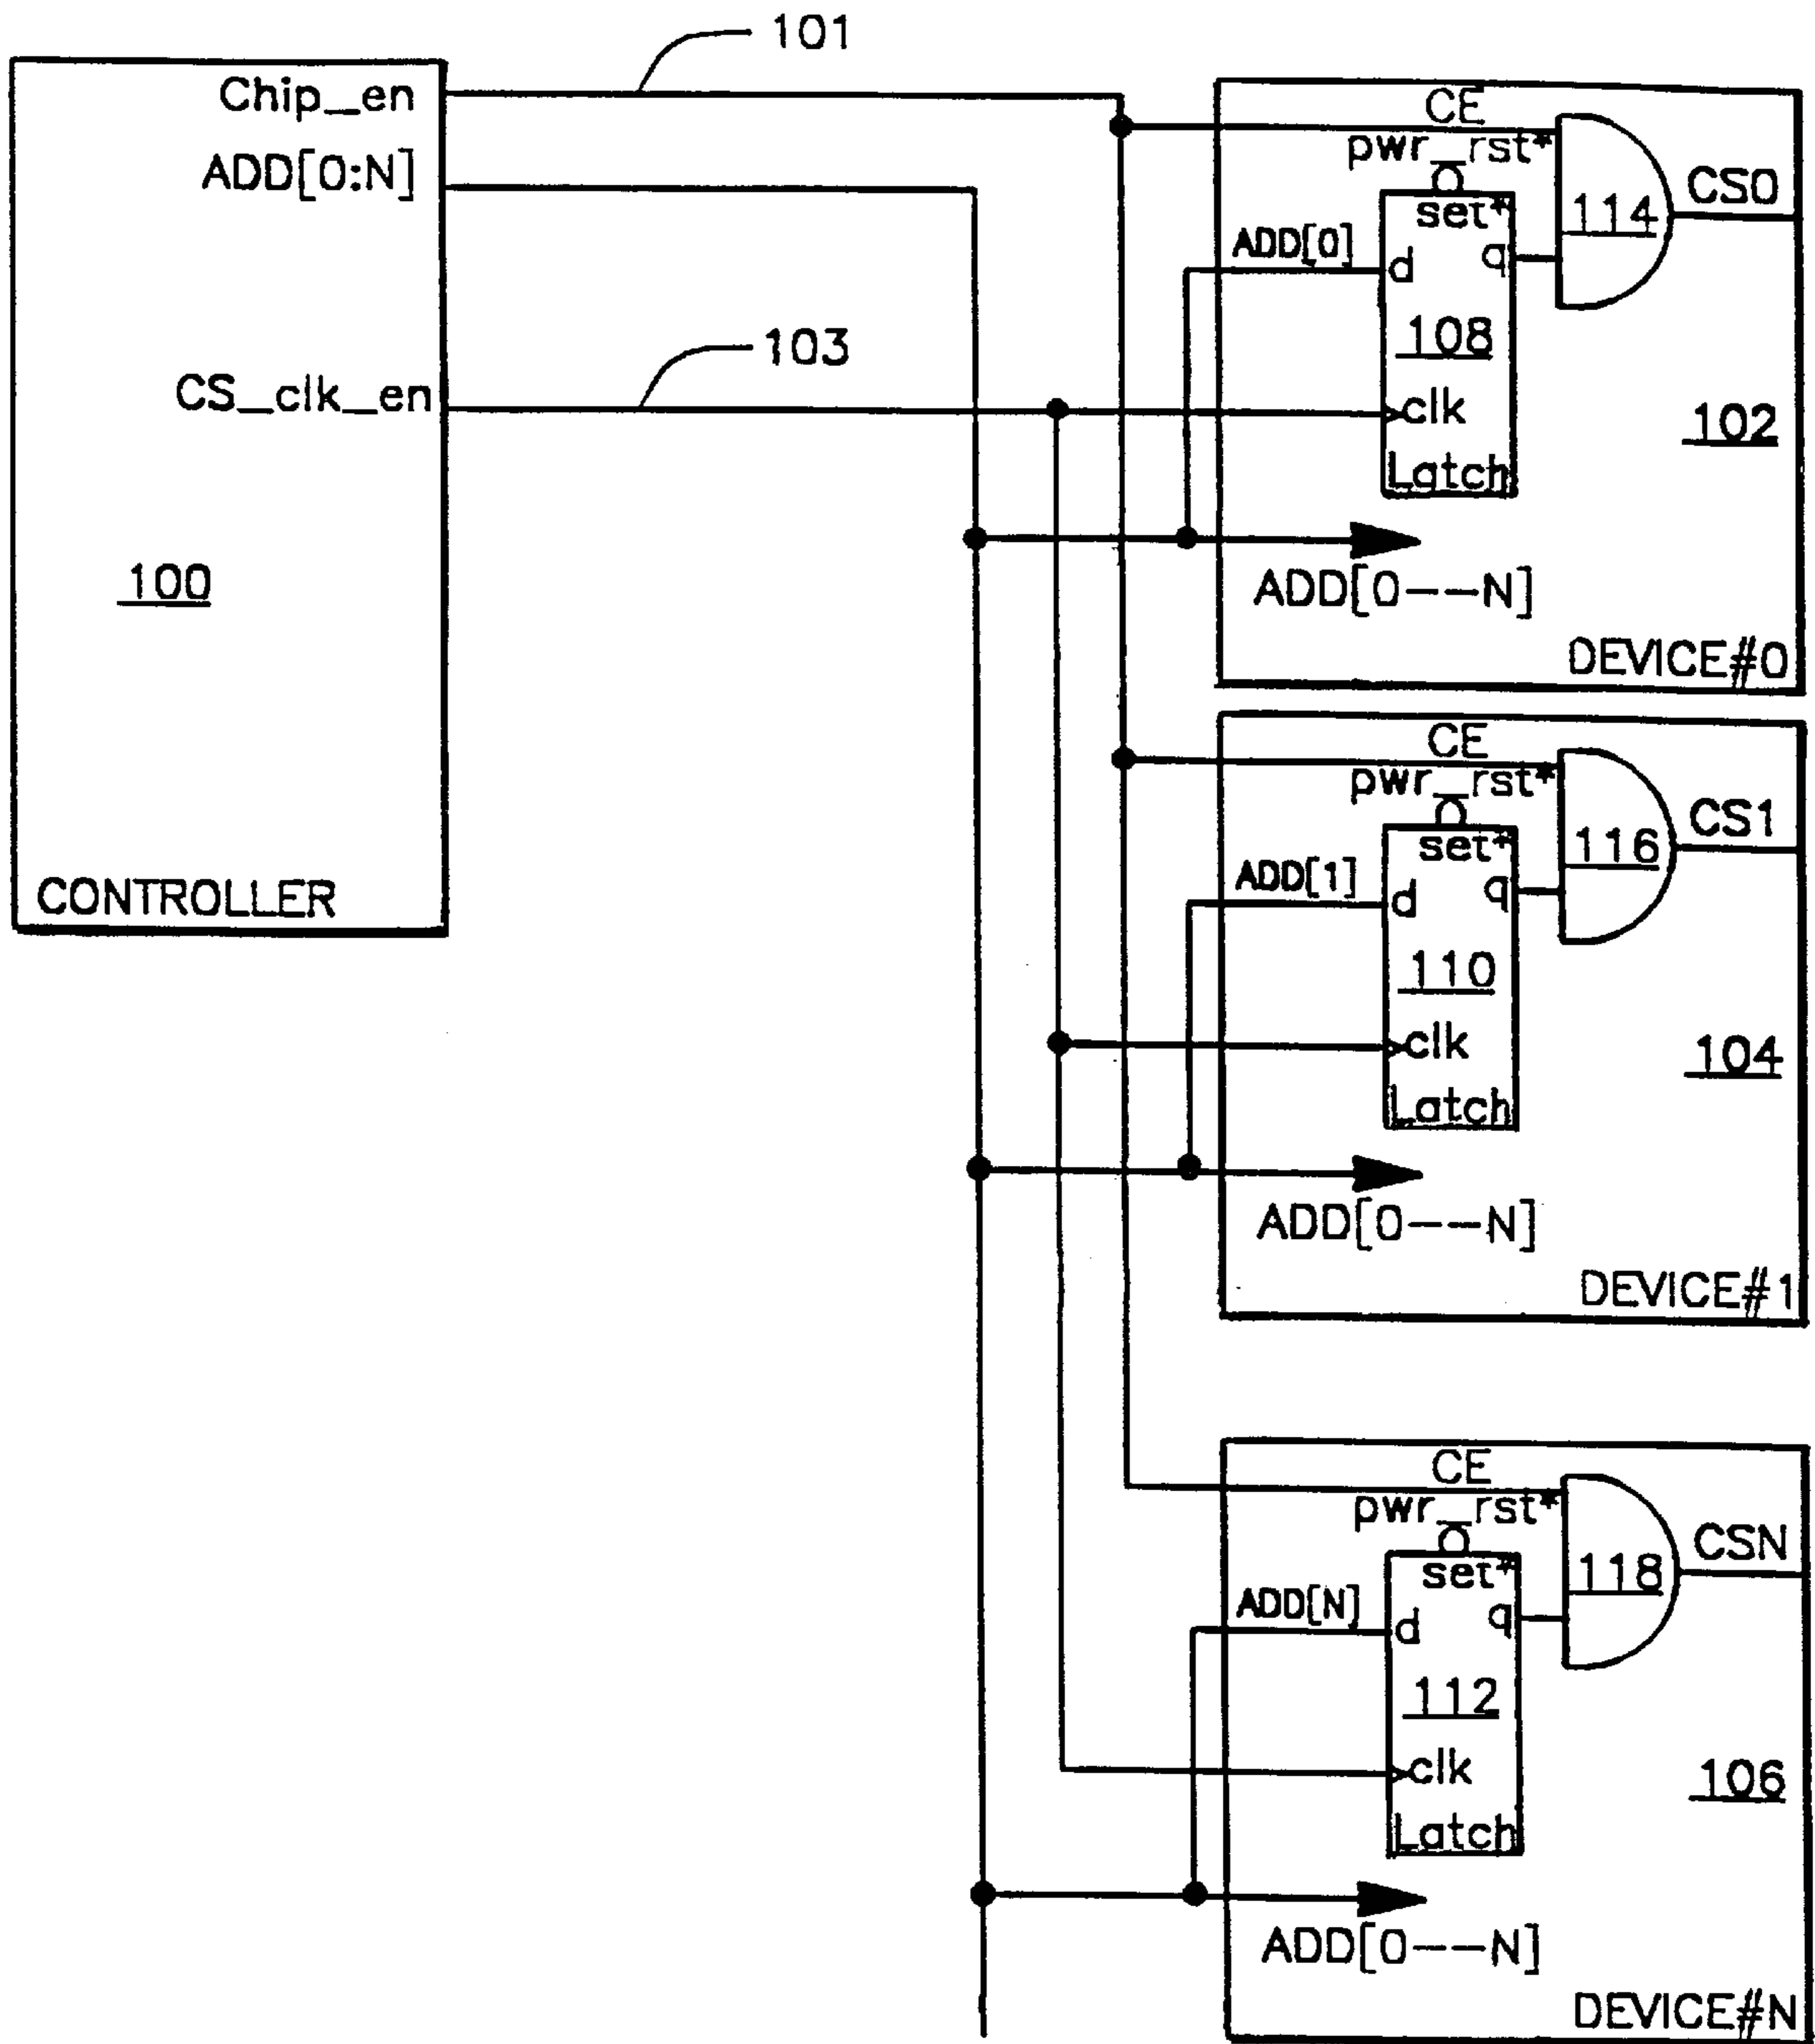 101
Chip_en
ADD[0:N]
103
CS_clk_en
100
CONTROLLER
CE
pwr_rst*
set*
114
CS0
ADD[0]
d
q
108
clk
Latch
102
ADD[0--N]
DEVICE#0
CE
pwr_rst*
set*
116
CS1
ADD[1]
d
q
110
clk
Latch
104
ADD[0--N]
DEVICE#1
CE
pwr_rst*
set*
118
CSN
ADD[N]
d
q
112
clk
Latch
106
ADD[0--N]
DEVICE#N